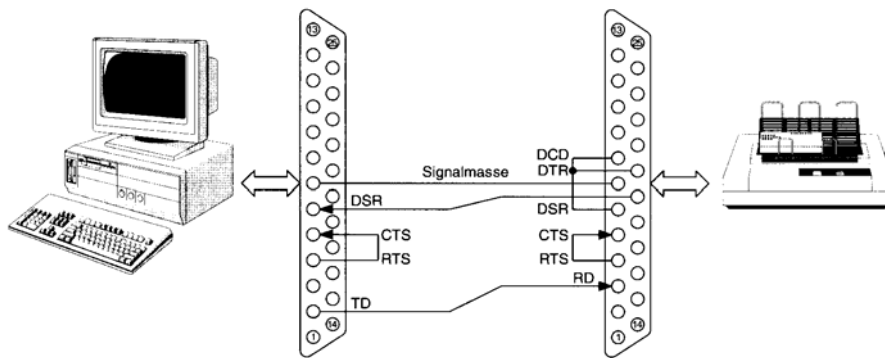 13
25
13
25
DCD
DTR
Signalmasse
DSR
DSR
CTS
CTS
RTS
RTS
RD
TD
14
1
14
1